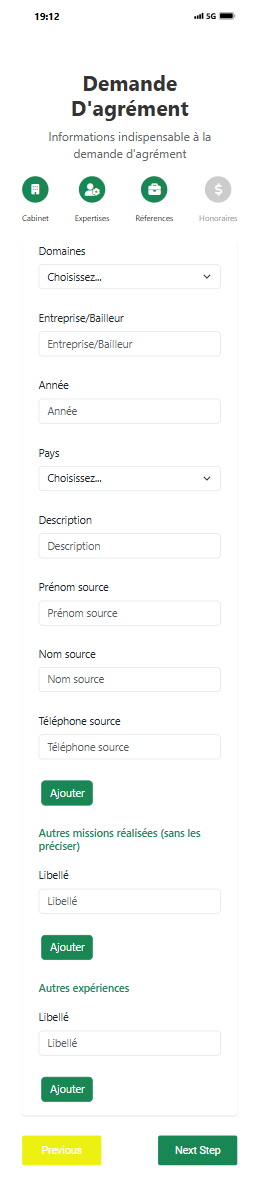 19:12
5G
Demande
D'agrément
Informations indispensable à la
demande d'agrément
Cabinet Expertises Réferences Honoraires
Domaines
Choisissez...
Entreprise/Bailleur
Entreprise/Bailleur
Année
Année
Pays
Choisissez...
Description
Description
Prénom source
Prénom source
Nom source
Nom source
Téléphone source
Téléphone source
Ajouter
Autres missions réalisées (sans les
préciser)
Libellé
Libellé
Ajouter
Autres expériences
Libellé
Libellé
Ajouter
Previous Next Step